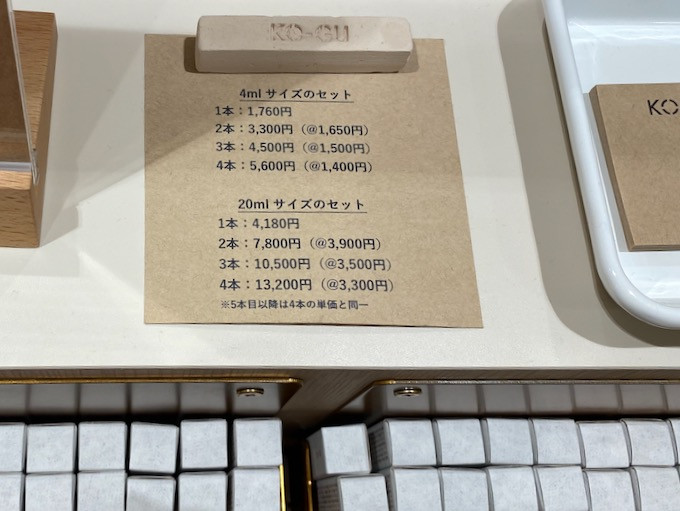 KO-GU
4ml サイズのセット
1本：1,760円
2本：3,300円（@1,650円）
3本：4,500円（@1,500円）
4本：5,600円（@1,400円）
20ml サイズのセット
1本：4,180円
2本：7,800円（@3,900円）
3本：10,500円（@3,500円）
4本：13,200円（@3,300円）
※5本目以降は4本の単価と同一
KO